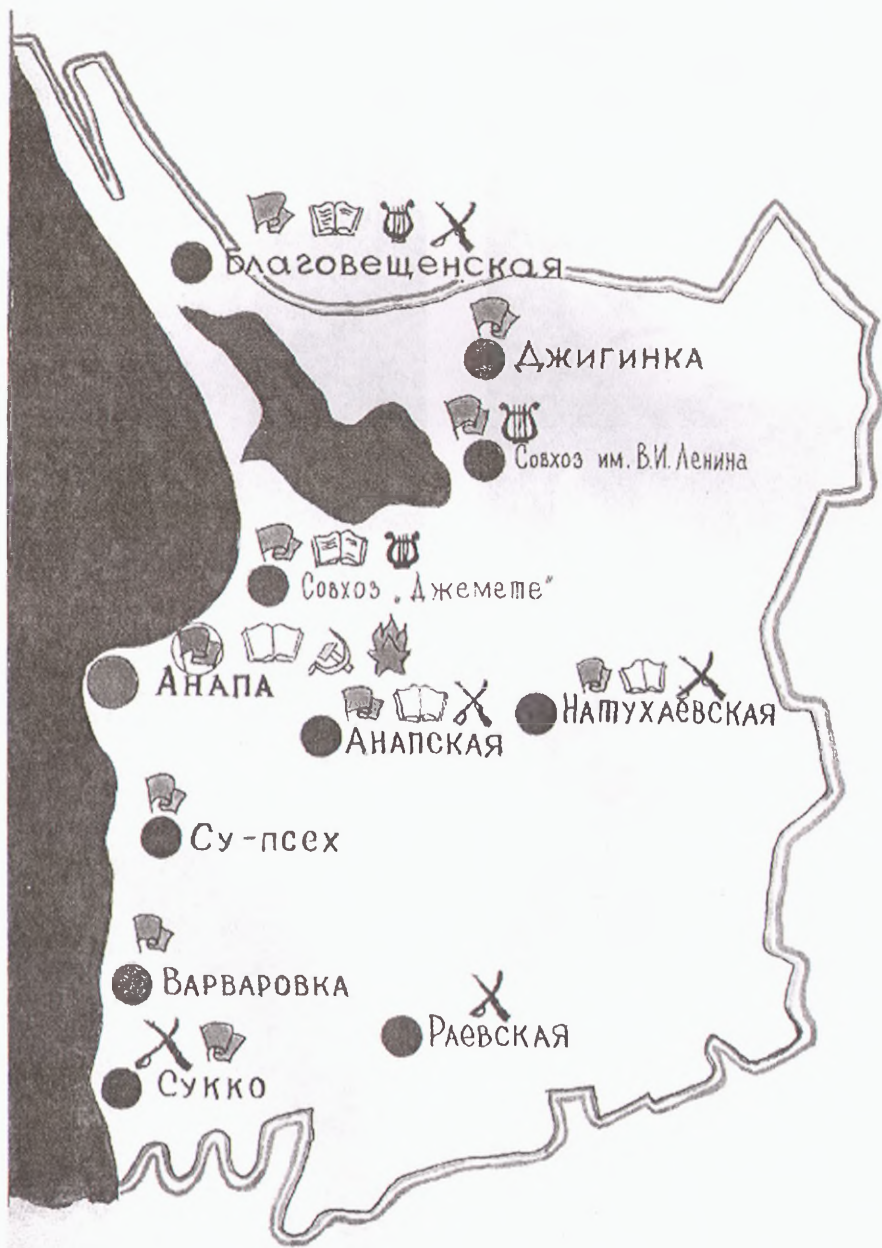 Благовещенская
Джигинка
Совхоз им. В.И. Ленина
Совхоз „Джемете"
Анапа
Анапская
Натухаевская
Су-псех
Варваровка
Раевская
Сукко